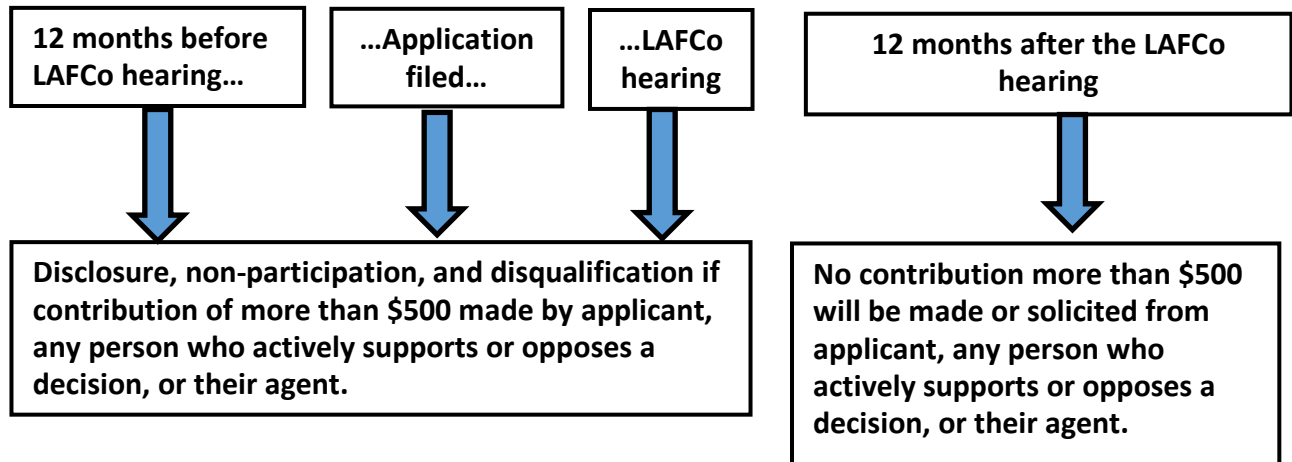 12 months before
LAFCo hearing…
…Application
filed…
…LAFCo
hearing
12 months after the LAFCo
hearing
Disclosure, non-participation, and disqualification if
contribution of more than $500 made by applicant,
any person who actively supports or opposes a
decision, or their agent.
No contribution more than $500
will be made or solicited from
applicant, any person who
actively supports or opposes a
decision, or their agent.